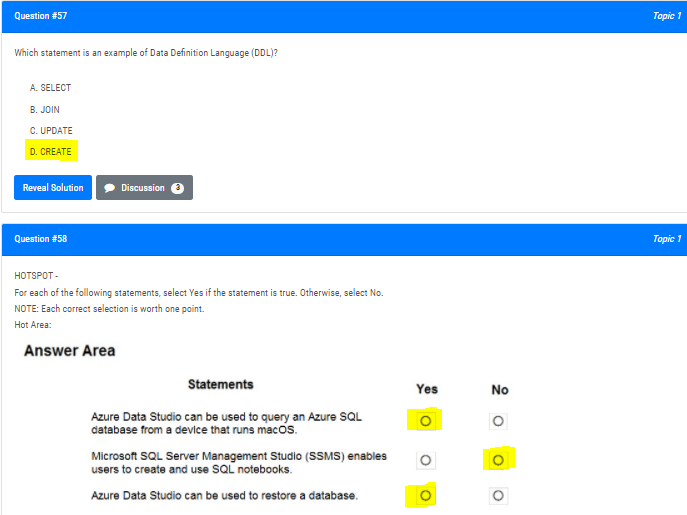 Question #57 Topic 1
Which statement is an example of Data Definition Language (DDL)?
A. SELECT
B. JOIN
C. UPDATE
D. CREATE
Reveal Solution Discussion 3
Question #58 Topic 1
HOTSPOT -
For each of the following statements, select Yes if the statement is true. Otherwise, select No.
NOTE: Each correct selection is worth one point.
Hot Area:
Answer Area
Statements Yes No
Azure Data Studio can be used to query an Azure SQL
database from a device that runs macOS.
Microsoft SQL Server Management Studio (SSMS) enables
users to create and use SQL notebooks.
Azure Data Studio can be used to restore a database.